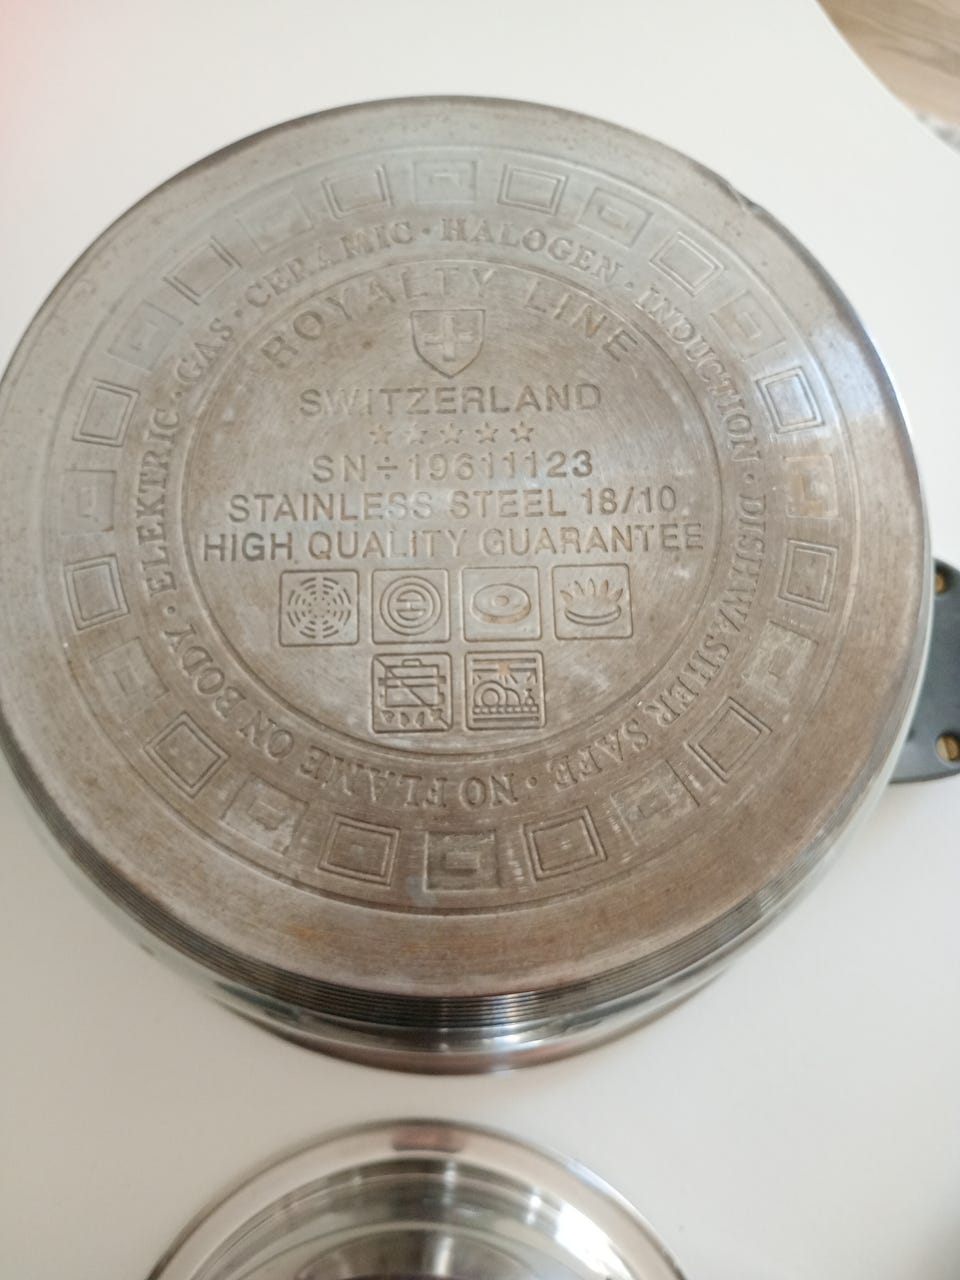 ELEKTRIC · GAS · CERAMIC · HALOGEN · INDUCTION · DISHWASHER SAFE · NO FLAME ON BODY ·
ROYALTY LINE
SWITZERLAND
SN÷19611123
STAINLESS STEEL 18/10
HIGH QUALITY GUARANTEE